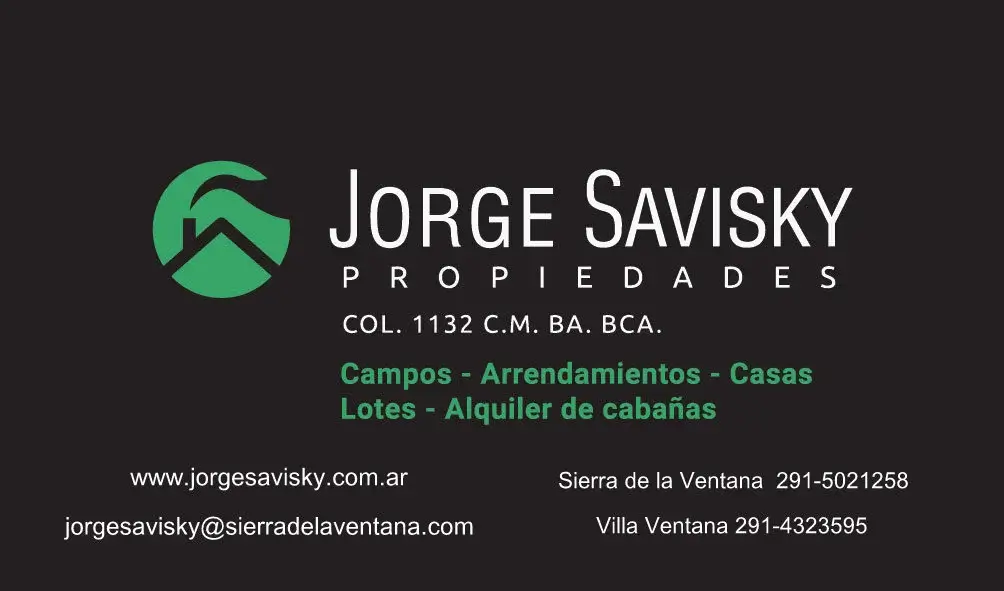 JORGE SAVISKY
PROPIEDADES
COL. 1132 C.M. BA. BCA.
Campos - Arrendamientos - Casas
Lotes - Alquiler de cabañas
www.jorgesavisky.com.ar
jorgesavisky@sierradelaventana.com
Sierra de la Ventana 291-5021258
Villa Ventana 291-4323595